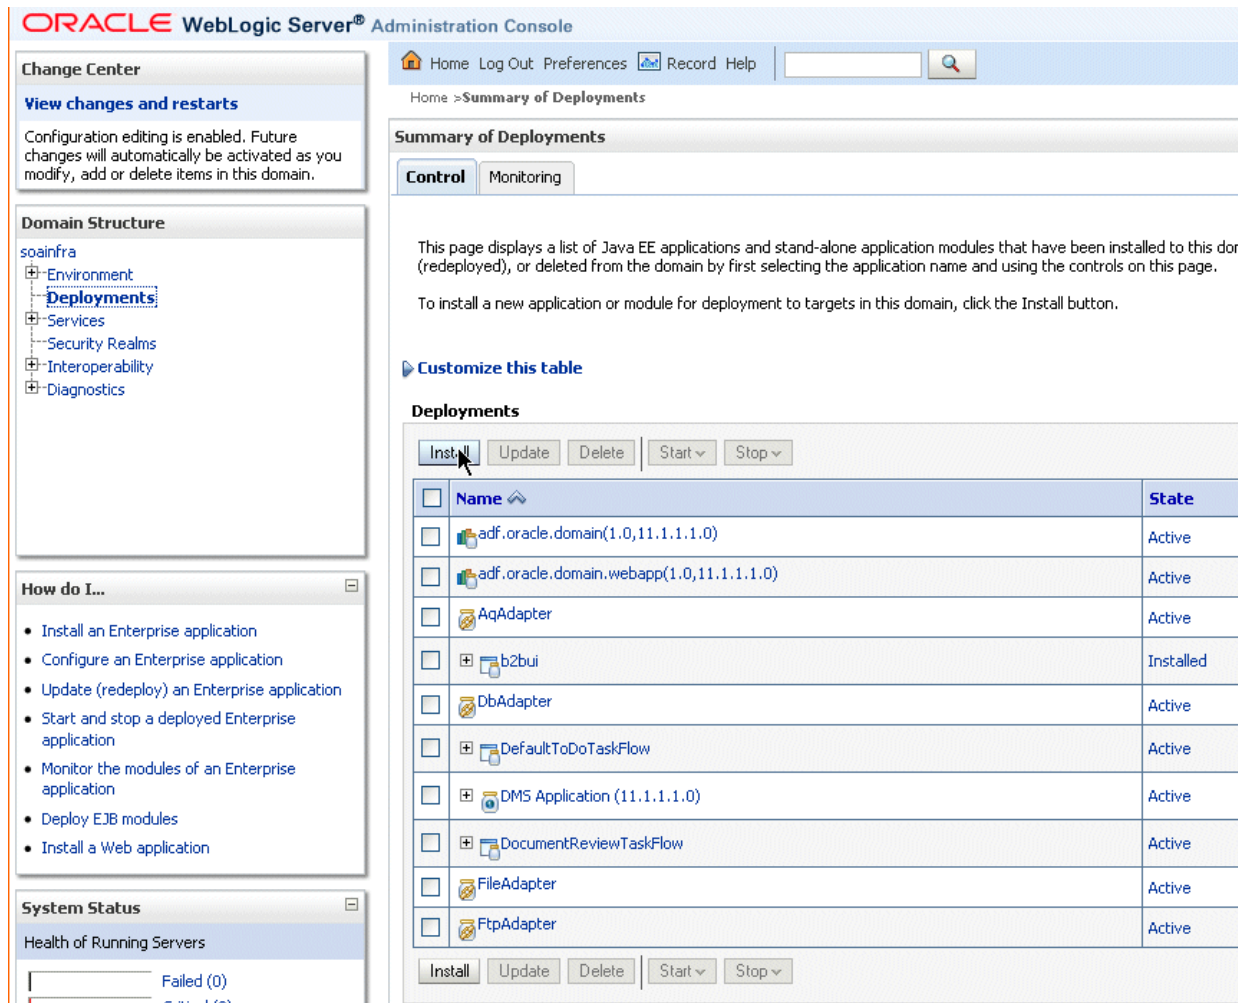 ORACLE WebLogic Server® Administration Console
Change Center
View changes and restarts
Configuration editing is enabled. Future
changes will automatically be activated as you
modify, add or delete items in this domain.
Domain Structure
soainfra
Environment
Deployments
Services
Security Realms
Interoperability
Diagnostics
How do I...
Install an Enterprise application
Configure an Enterprise application
Update (redeploy) an Enterprise application
Start and stop a deployed Enterprise
application
Monitor the modules of an Enterprise
application
Deploy EJB modules
Install a Web application
System Status
Health of Running Servers
Failed (0)
Home Log Out Preferences Record Help
Home >Summary of Deployments
Summary of Deployments
Control Monitoring
This page displays a list of Java EE applications and stand-alone application modules that have been installed to this
(redeployed), or deleted from the domain by first selecting the application name and using the controls on this page.
To install a new application or module for deployment to targets in this domain, click the Install button.
Customize this table
Deployments
Install Update Delete Start Stop
Name State
adf.oracle.domain(1.0,11.1.1.1.0) Active
adf.oracle.domain.webapp(1.0,11.1.1.1.0) Active
AqAdapter Active
b2bui Installed
DbAdapter Active
DefaultToDoTaskFlow Active
DMS Application (11.1.1.1.0) Active
DocumentReviewTaskFlow Active
FileAdapter Active
FtpAdapter Active
Install Update Delete Start Stop